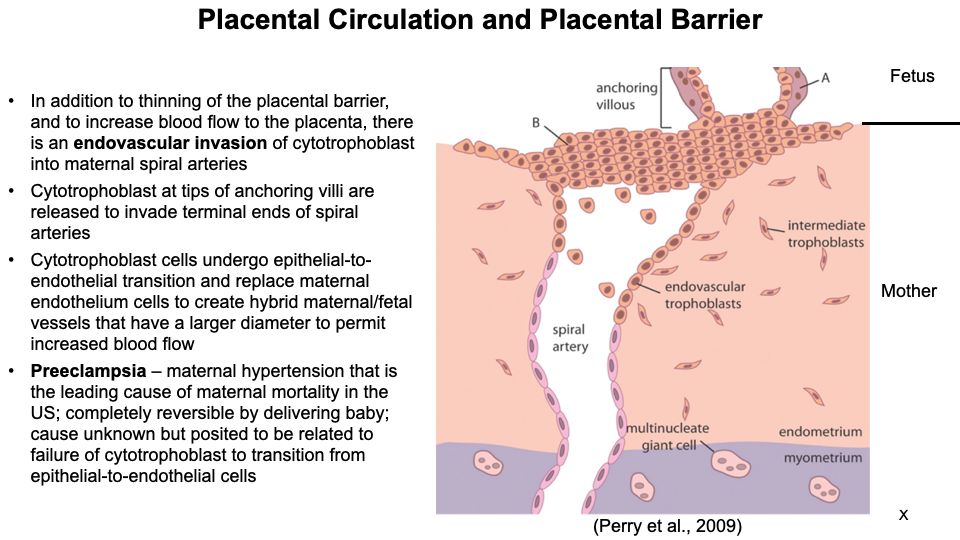 Placental Circulation and Placental Barrier
• In addition to thinning of the placental barrier,
and to increase blood flow to the placenta, there
is an endovascular invasion of cytotrophoblast
into maternal spiral arteries
• Cytotrophoblast at tips of anchoring villi are
released to invade terminal ends of spiral
arteries
• Cytotrophoblast cells undergo epithelial-to-
endothelial transition and replace maternal
endothelium cells to create hybrid maternal/fetal
vessels that have a larger diameter to permit
increased blood flow
• Preeclampsia – maternal hypertension that is
the leading cause of maternal mortality in the
US; completely reversible by delivering baby;
cause unknown but posited to be related to
failure of cytotrophoblast to transition from
epithelial-to-endothelial cells
anchoring
villous
A
B
Fetus
intermediate
trophoblasts
Mother
endovascular
trophoblasts
spiral
artery
multinucleate
giant cell
endometrium
myometrium
x
(Perry et al., 2009)